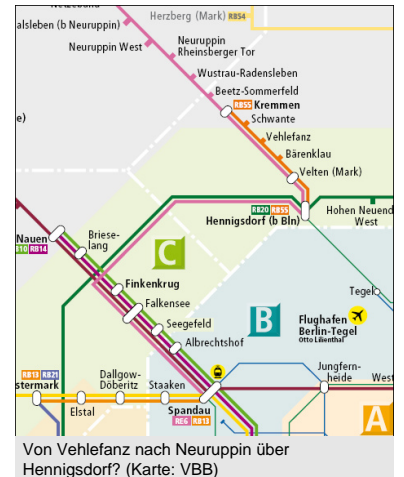 Herzberg (Mark) RB54
alsleben (b Neuruppin)
Neuruppin West
Neuruppin
Rheinsberger Tor
Wustrau-Radensleben
Beetz-Sommerfeld
RB55 Kremmen
Schwante
Vehlefanz
Bärenklau
Velten (Mark)
e)
RB20 RB55
Hennigsdorf (b Bln)
Hohen Neuend
West
Nauen
B10 RB14
Briese-
lang
C
Finkenkrug
Falkensee
Seegefeld
Albrechtshof
Tegel
B
Flughafen
Berlin-Tegel
Otto Lilienthal
RB13 RB21
stermark
Elstal
Dallgow-
Döberitz
Staaken
Spandau
RE6 RB13
Jungfern-
heide
West
A
Von Vehlefanz nach Neuruppin über
Hennigsdorf? (Karte: VBB)